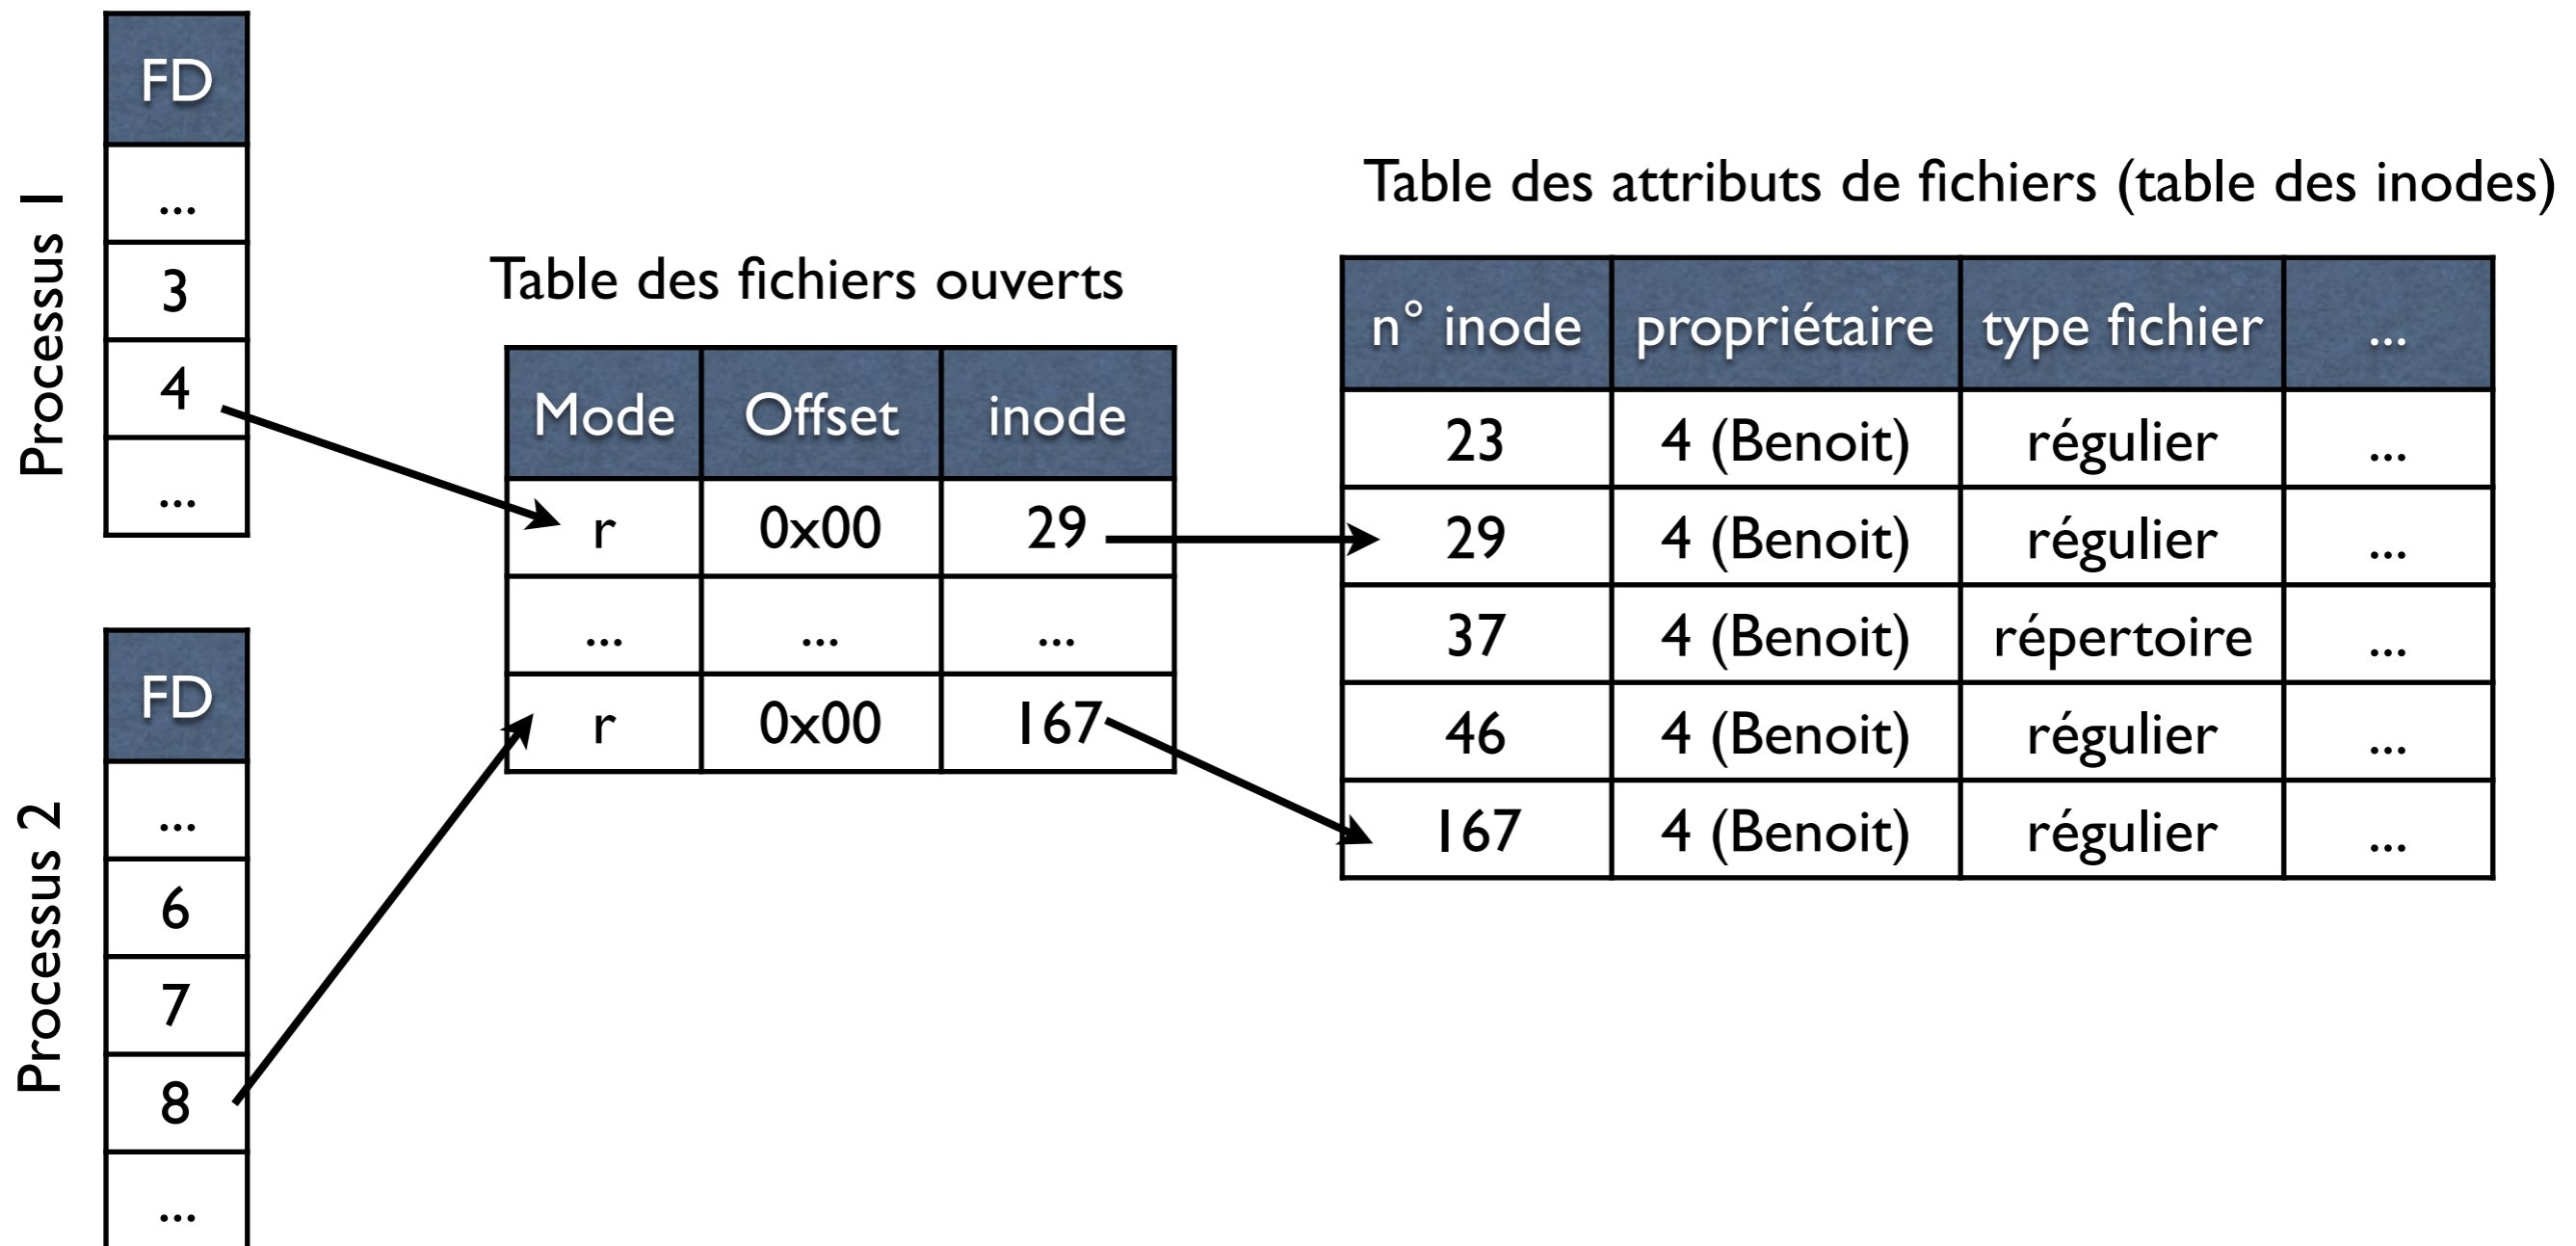 Processus 1
FD
...
3
4
...
Processus 2
FD
...
6
7
8
...
Table des fichiers ouverts
Mode Offset inode
r 0x00 29
... ... ...
r 0x00 167
Table des attributs de fichiers (table des inodes)
n° inode propriétaire type fichier ...
23 4 (Benoit) régulier ...
29 4 (Benoit) régulier ...
37 4 (Benoit) répertoire ...
46 4 (Benoit) régulier ...
167 4 (Benoit) régulier ...